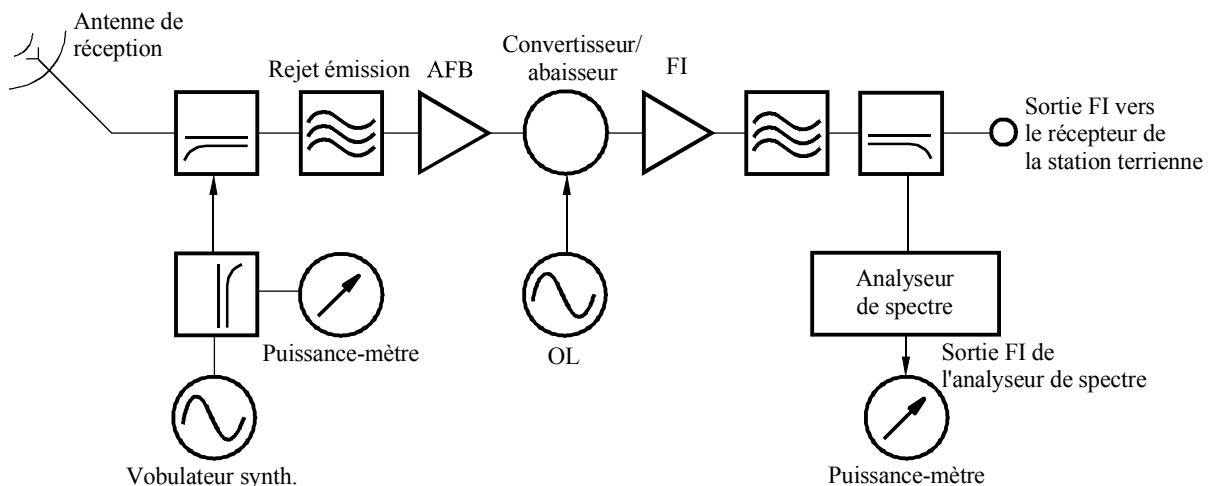 Antenne de
réception
Rejet émission
AFB
Convertisseur/
abaisseur
FI
Sortie FI vers
le récepteur de
la station terrienne
Puissance-mètre
OL
Analyseur
de spectre
Sortie FI de
l'analyseur de spectre
Vobulateur synth.
Puissance-mètre